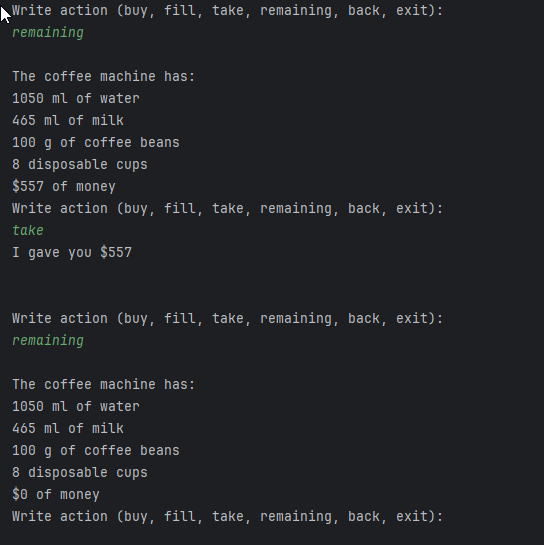 Write action (buy, fill, take, remaining, back, exit):
remaining
The coffee machine has:
1050 ml of water
465 ml of milk
100 g of coffee beans
8 disposable cups
$557 of money
Write action (buy, fill, take, remaining, back, exit):
take
I gave you $557
Write action (buy, fill, take, remaining, back, exit):
remaining
The coffee machine has:
1050 ml of water
465 ml of milk
100 g of coffee beans
8 disposable cups
$0 of money
Write action (buy, fill, take, remaining, back, exit):